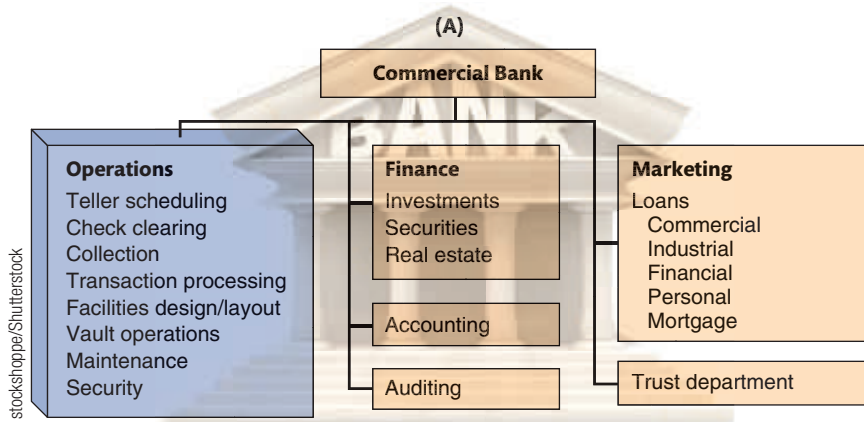 (A)
Commercial Bank
BANK
Operations
Teller scheduling
Check clearing
Collection
Transaction processing
Facilities design/layout
Vault operations
Maintenance
Security
Finance
Investments
Securities
Real estate
Accounting
Auditing
Marketing
Loans
Commercial
Industrial
Financial
Personal
Mortgage
Trust department
stockshoppe/Shutterstock